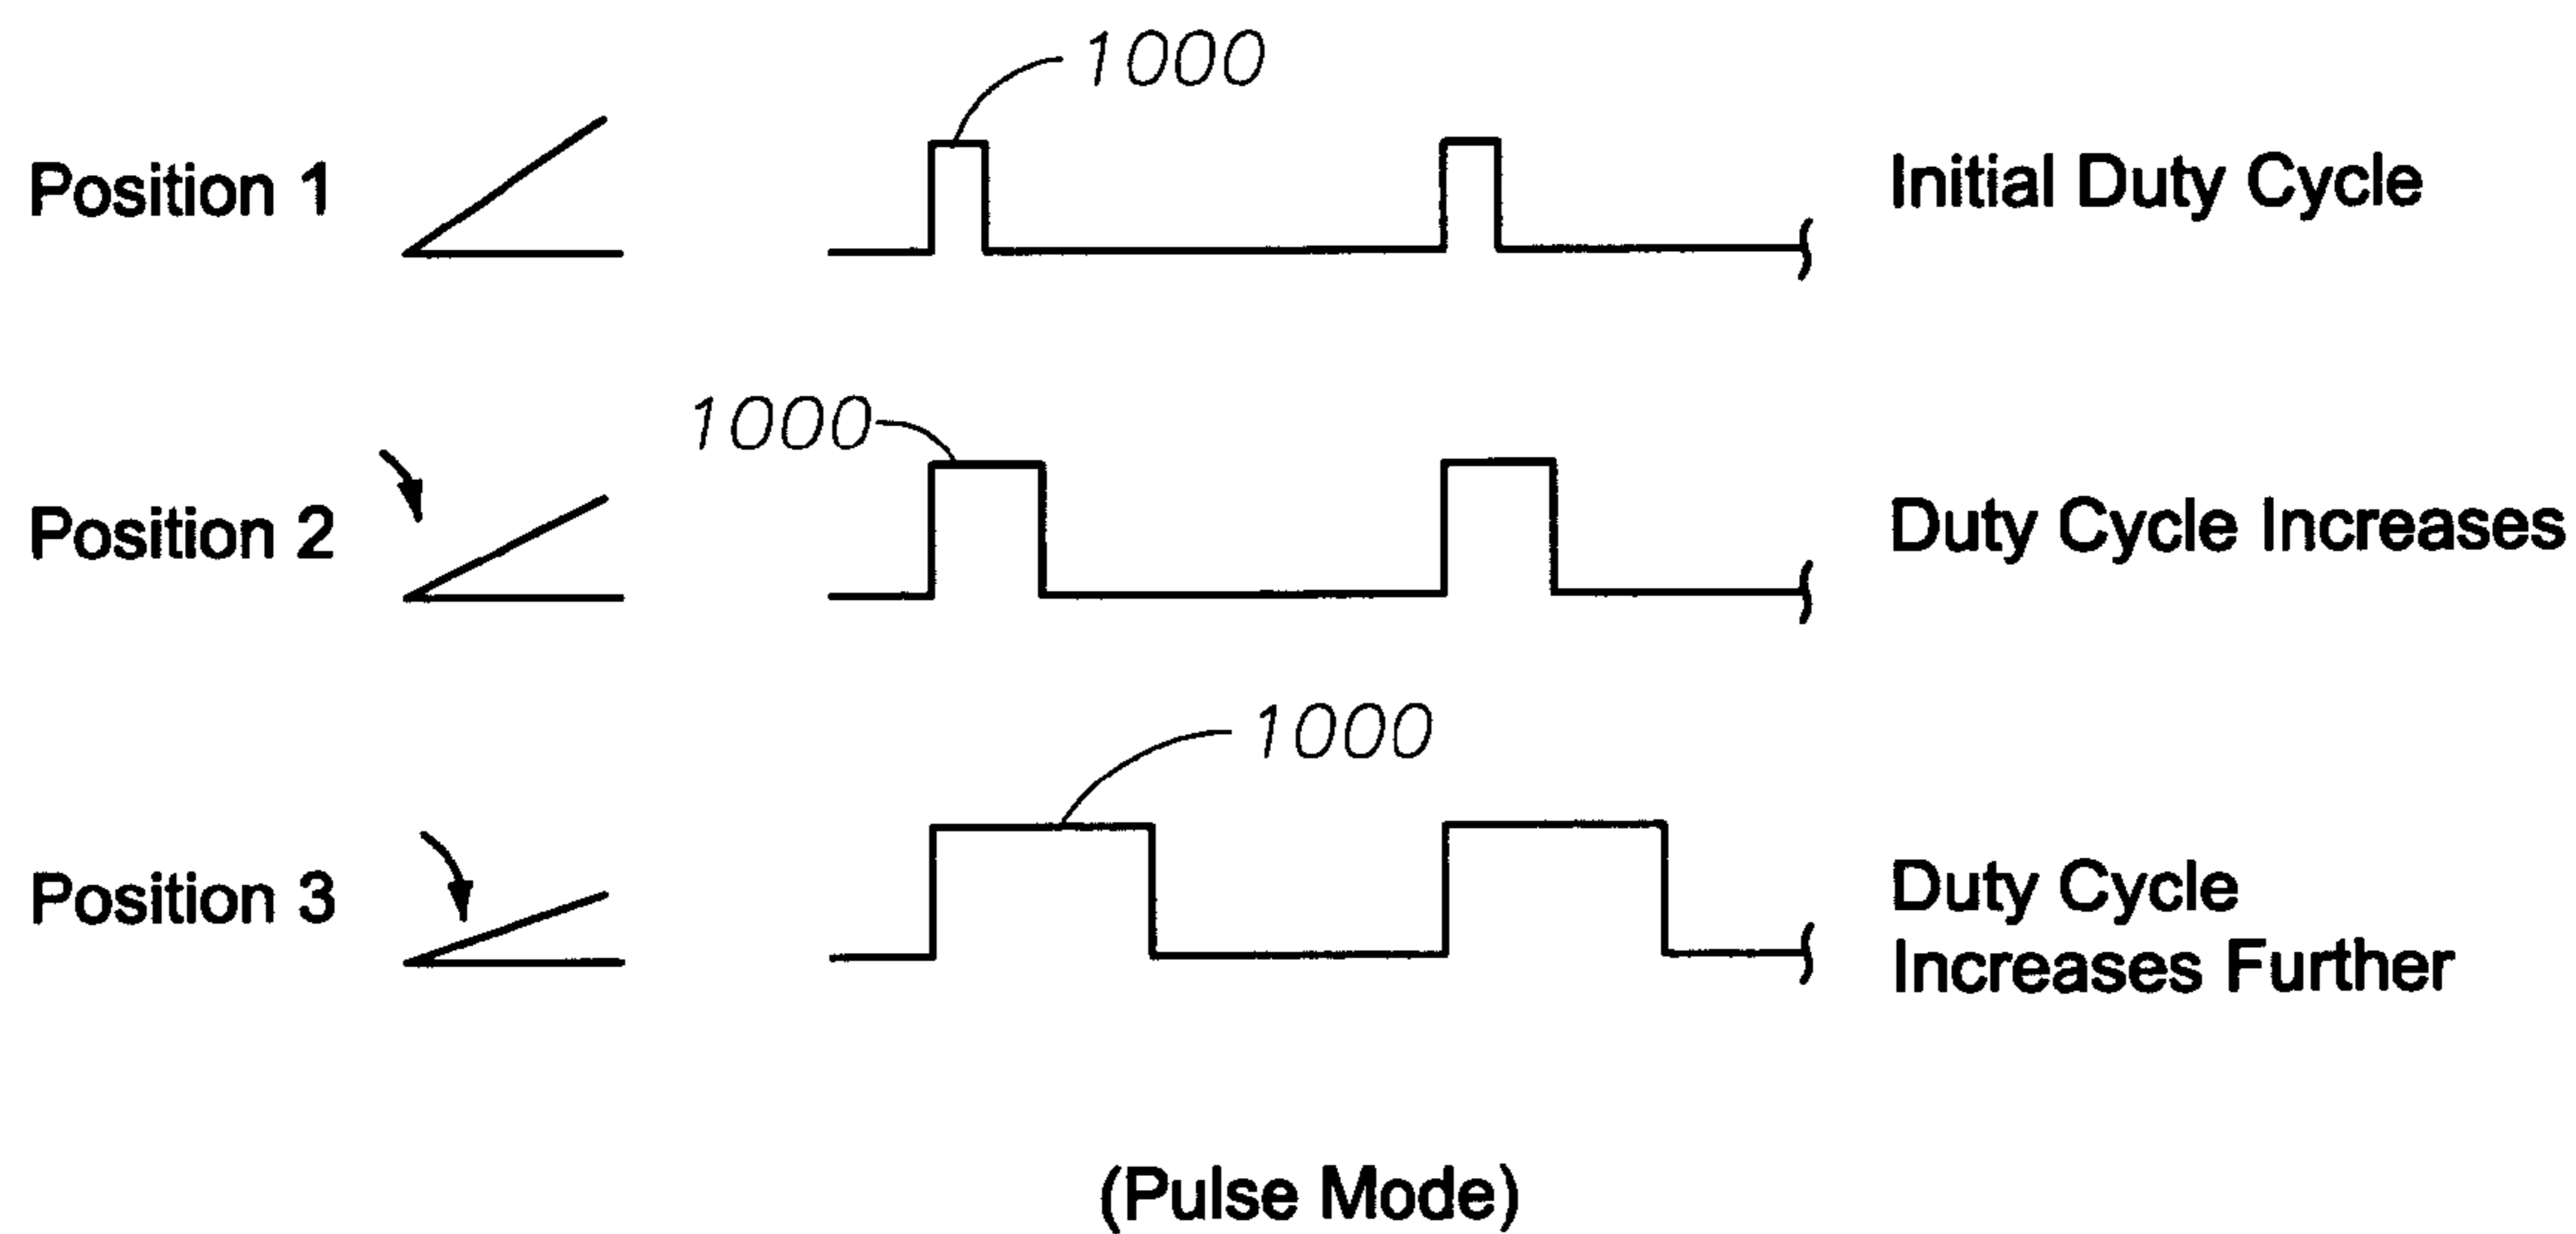 1000
Position 1
Initial Duty Cycle
1000
Position 2
Duty Cycle Increases
1000
Position 3
Duty Cycle
Increases Further
(Pulse Mode)